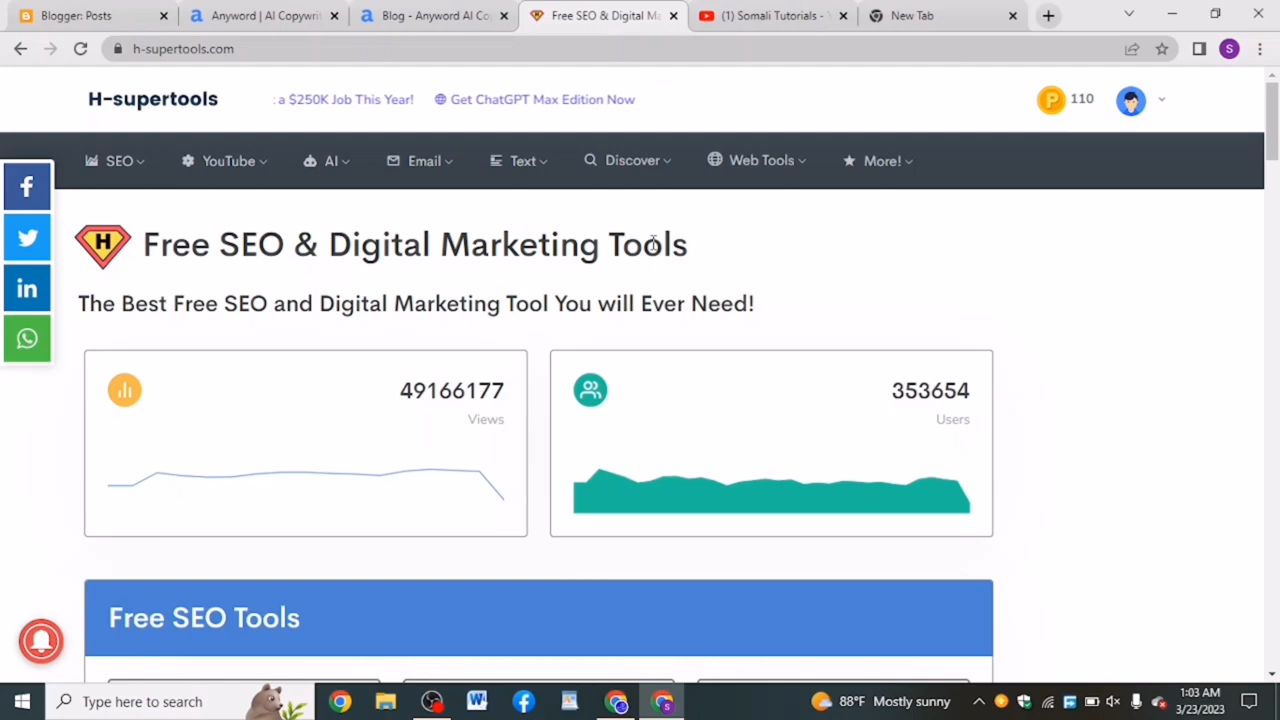 Blogger: Posts
Anyword | AI Copywrit
Blog - Anyword AI Co
Free SEO & Digital Ma
(1) Somali Tutorials - Y
New Tab
h-supertools.com
S
H-supertools
: a $250K Job This Year!
Get ChatGPT Max Edition Now
P
110
SEO
YouTube
AI
Email
Text
Discover
Web Tools
More!
H
Free SEO & Digital Marketing Tools
The Best Free SEO and Digital Marketing Tool You will Ever Need!
49166177
Views
353654
Users
Free SEO Tools
Type here to search
88°F Mostly sunny
1:03 AM
3/23/2023